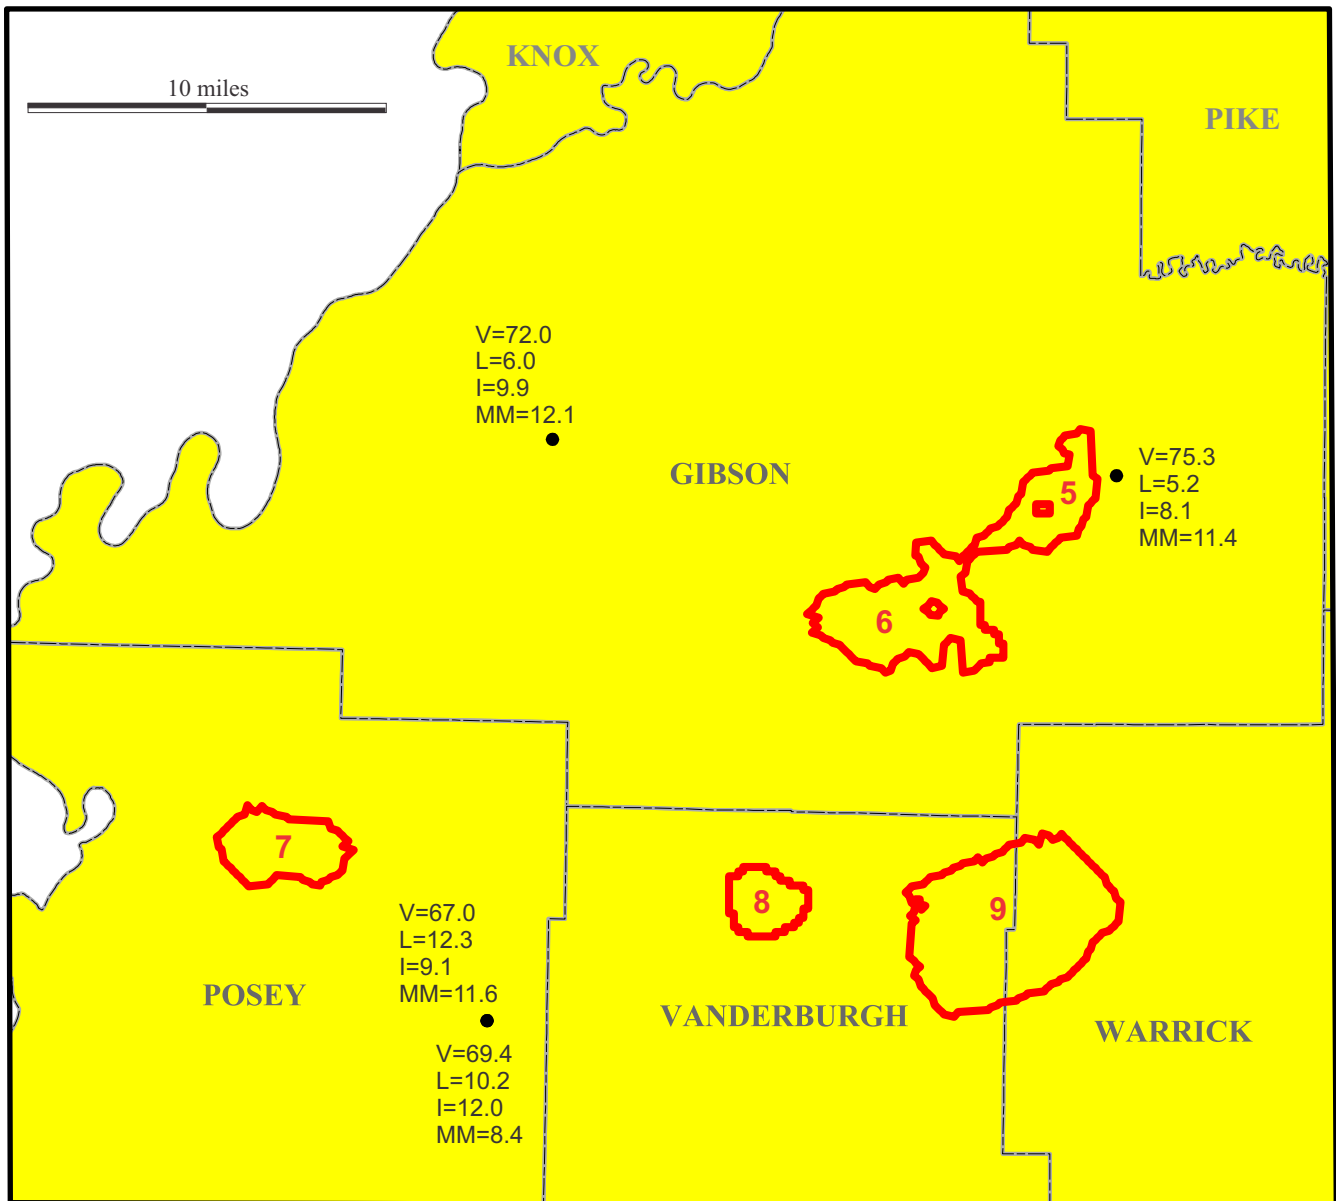 KNOX
10 miles
PIKE
V=72.0
L=6.0
I=9.9
MM=12.1
GIBSON
V=75.3
L=5.2
I=8.1
MM=11.4
5
6
7
8
9
V=67.0
L=12.3
I=9.1
MM=11.6
POSEY
VANDERBURGH
WARRICK
V=69.4
L=10.2
I=12.0
MM=8.4